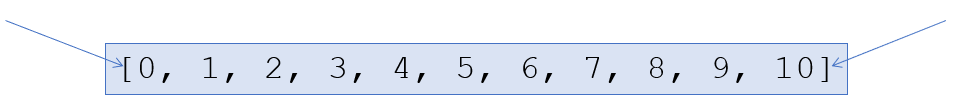 [0, 1, 2, 3, 4, 5, 6, 7, 8, 9, 10]